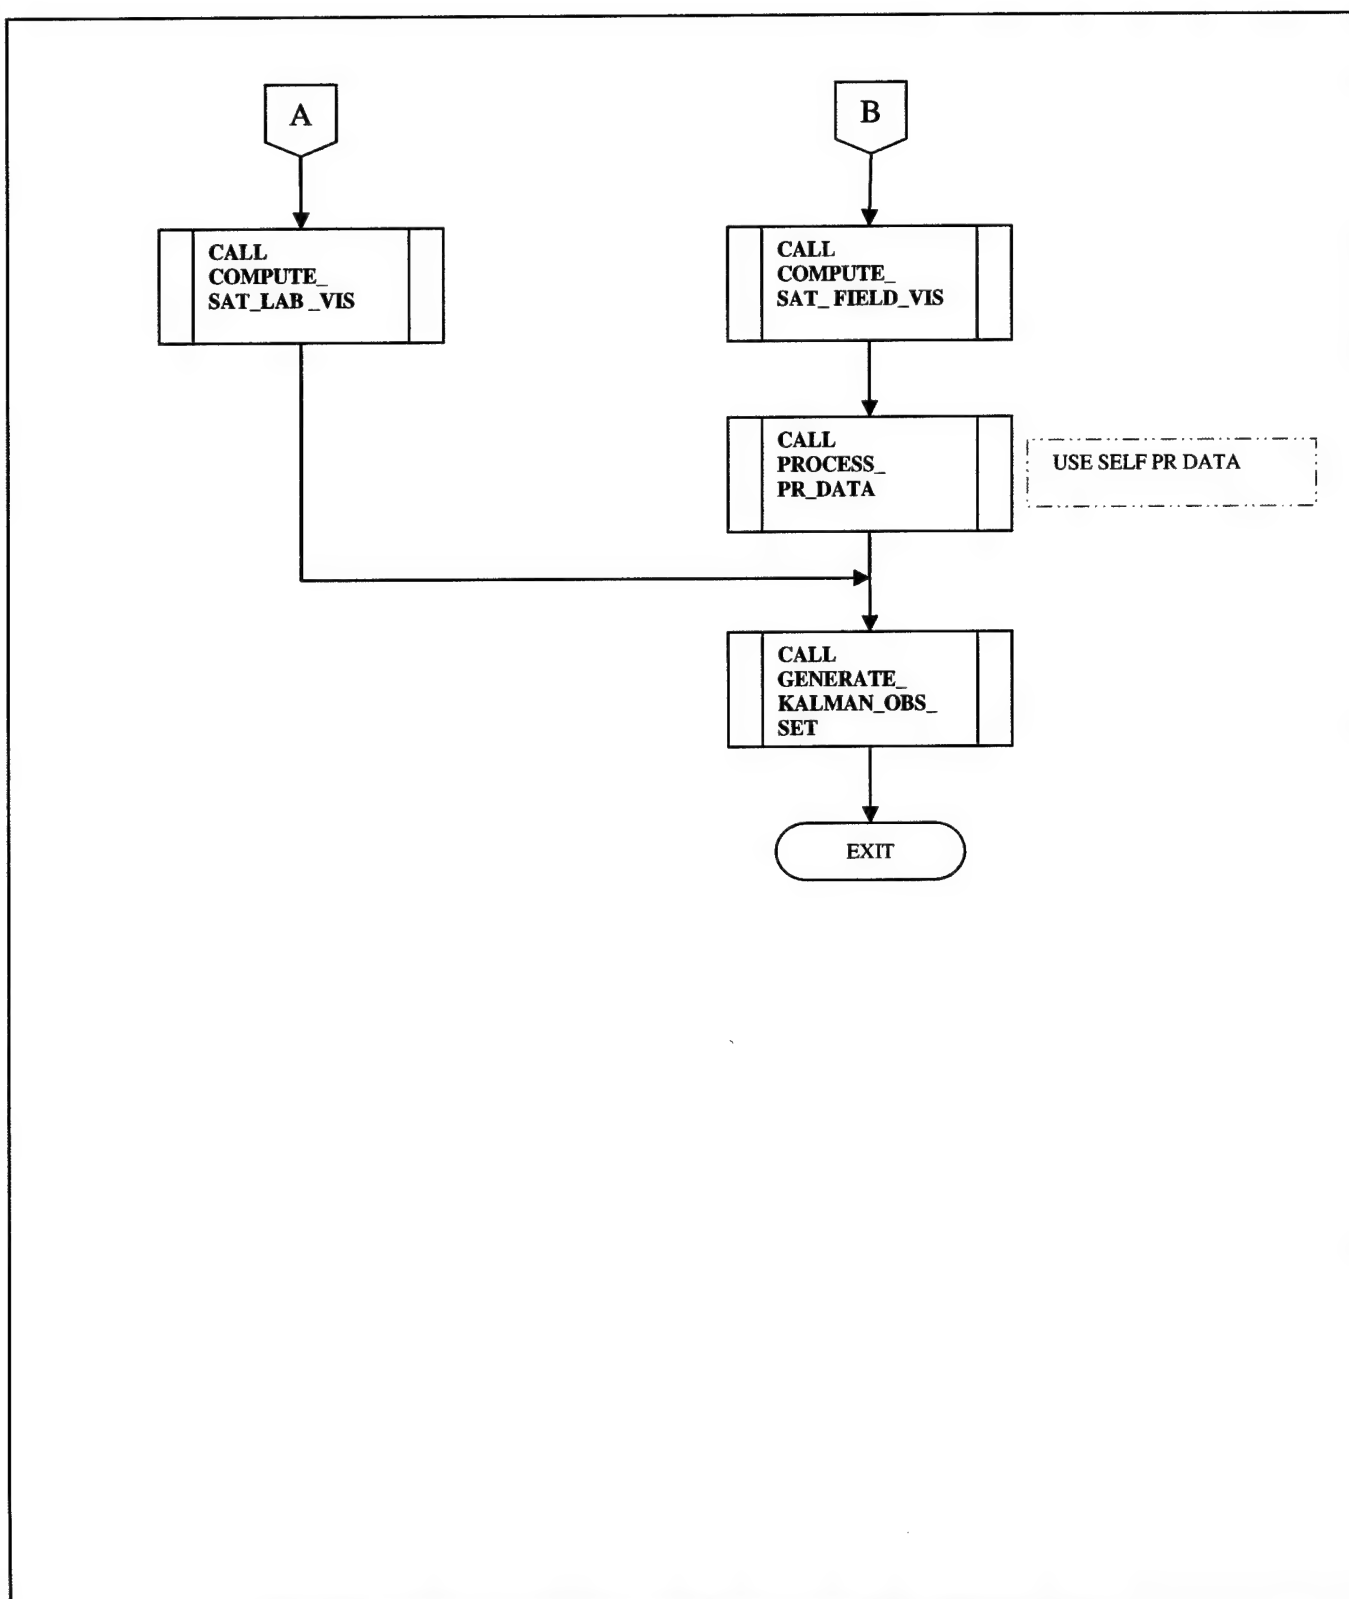 A
B
CALL
COMPUTE_
SAT_LAB _VIS
CALL
COMPUTE_
SAT_ FIELD_VIS
CALL
PROCESS_
PR_DATA
USE SELF PR DATA
CALL
GENERATE_
KALMAN_OBS_
SET
EXIT